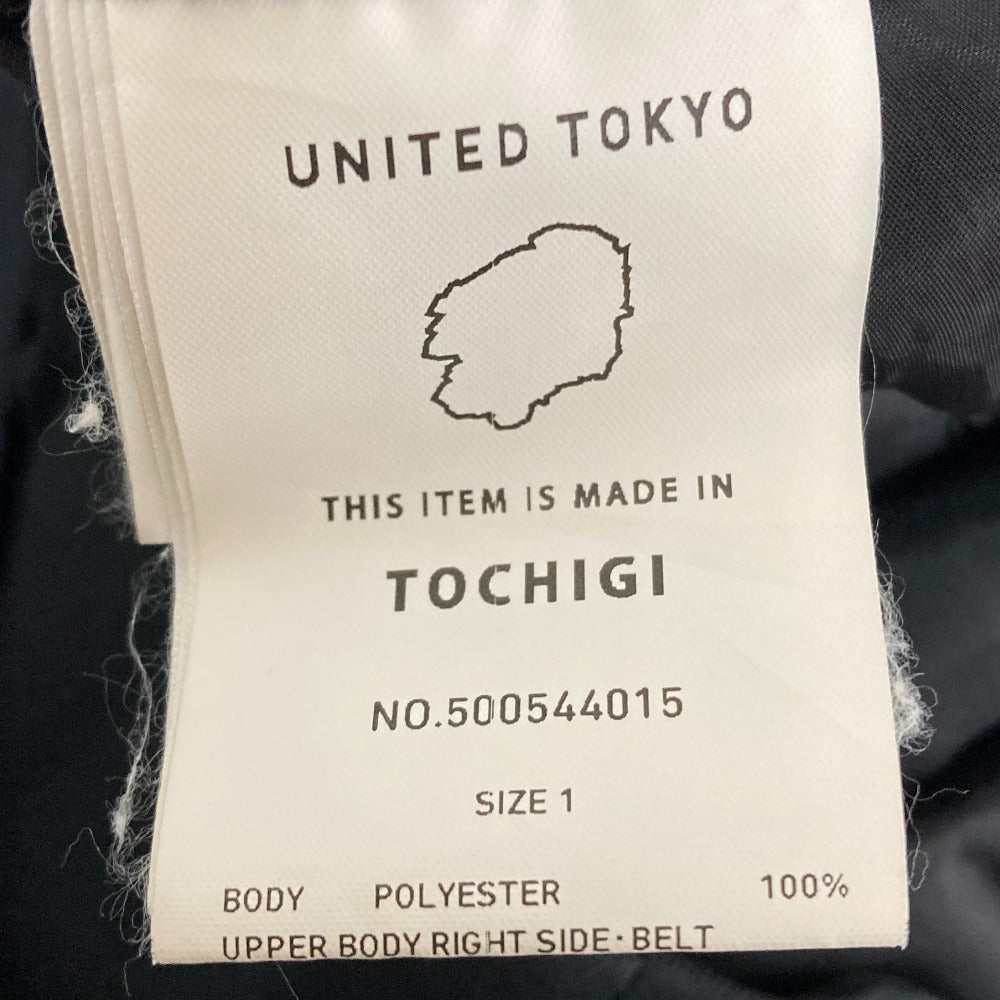 UNITED TOKYO
THIS ITEM IS MADE IN
TOCHIGI
NO.500544015
SIZE 1
BODY POLYESTER 100%
UPPER BODY RIGHT SIDE·BELT